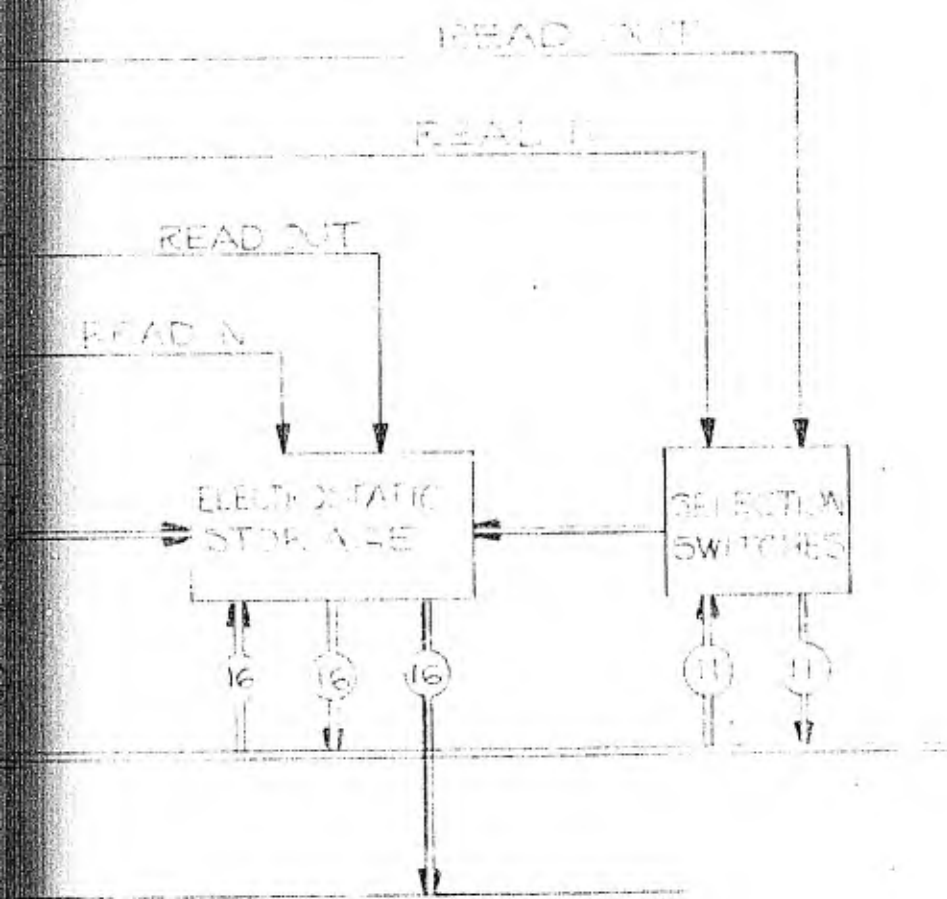 READ OUT
READ IN
READ OUT
READ IN
ELECTROSTATIC
STORAGE
SELECTION
SWITCHES
16
16
16
11
11